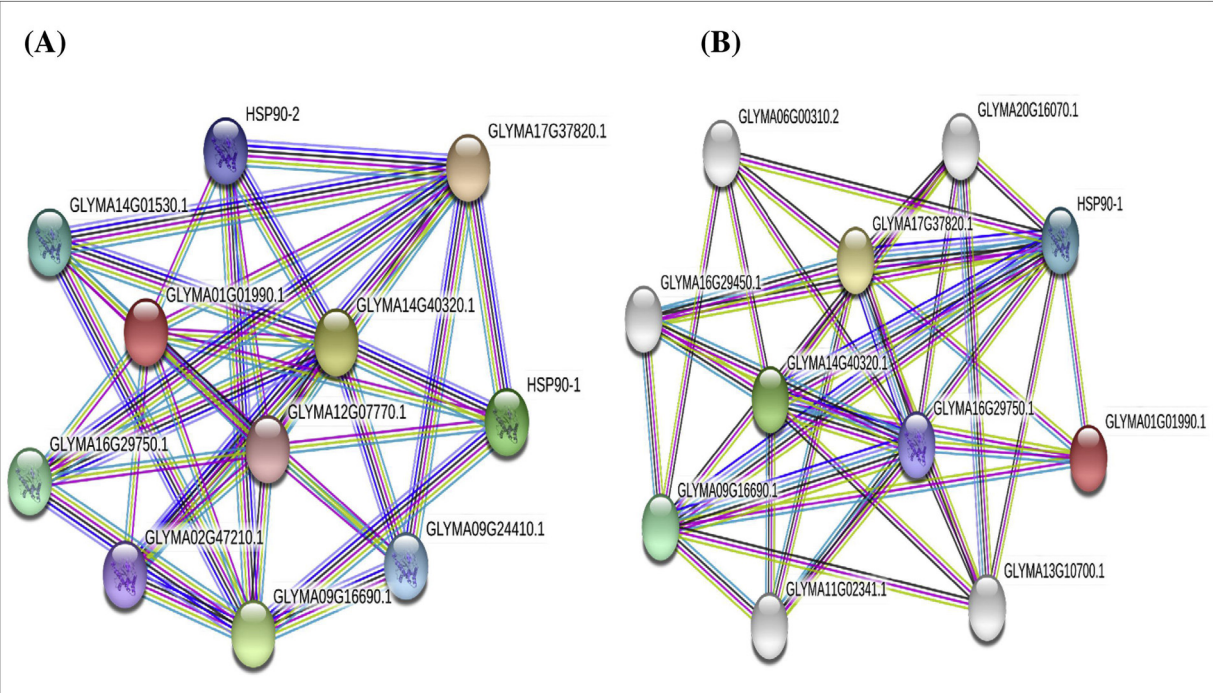 (A)
HSP90-2
GLYMA17G37820.1
GLYMA14G01530.1
GLYMA01G01990.1
GLYMA14G40320.1
HSP90-1
GLYMA12G07770.1
GLYMA16G29750.1
GLYMA02G47210.1
GLYMA09G24410.1
GLYMA09G16690.1
(B)
GLYMA06G00310.2
GLYMA20G16070.1
HSP90-1
GLYMA17G37820.1
GLYMA16G29450.1
GLYMA14G40320.1
GLYMA16G29750.1
GLYMA01G01990.1
GLYMA09G16690.1
GLYMA13G10700.1
GLYMA11G02341.1